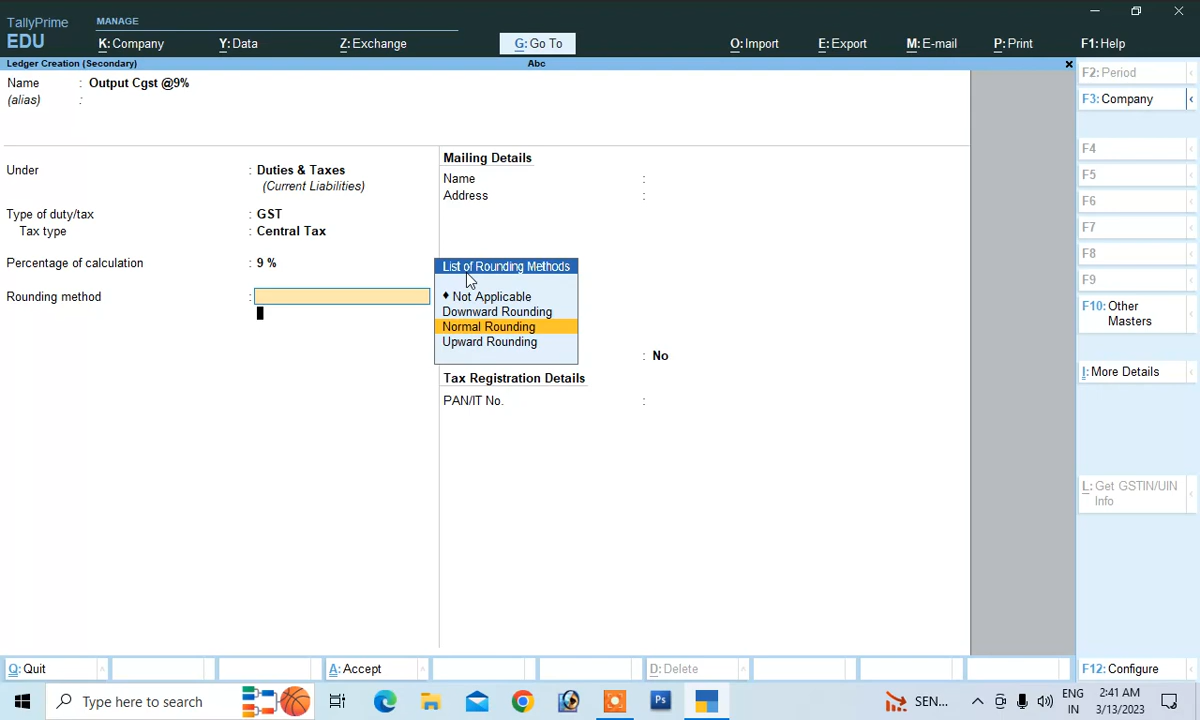 TallyPrime
EDU
MANAGE
K: Company
Y: Data
Z: Exchange
G: Go To
O: Import
E: Export
M: E-mail
P: Print
F1: Help
Ledger Creation (Secondary)
Abc
Name : Output Cgst @9%
(alias) :
Under : Duties & Taxes
(Current Liabilities)
Type of duty/tax : GST
Tax type : Central Tax
Percentage of calculation : 9 %
Rounding method :
Mailing Details
Name :
Address :
List of Rounding Methods
♦ Not Applicable
Downward Rounding
Normal Rounding
Upward Rounding
: No
Tax Registration Details
PAN/IT No. :
F2: Period
F3: Company
F4
F5
F6
F7
F8
F9
F10: Other
Masters
I: More Details
L: Get GSTIN/UIN
Info
Q: Quit
A: Accept
D: Delete
F12: Configure
Type here to search
Ps
SEN...
ENG
IN
2:41 AM
3/13/2023